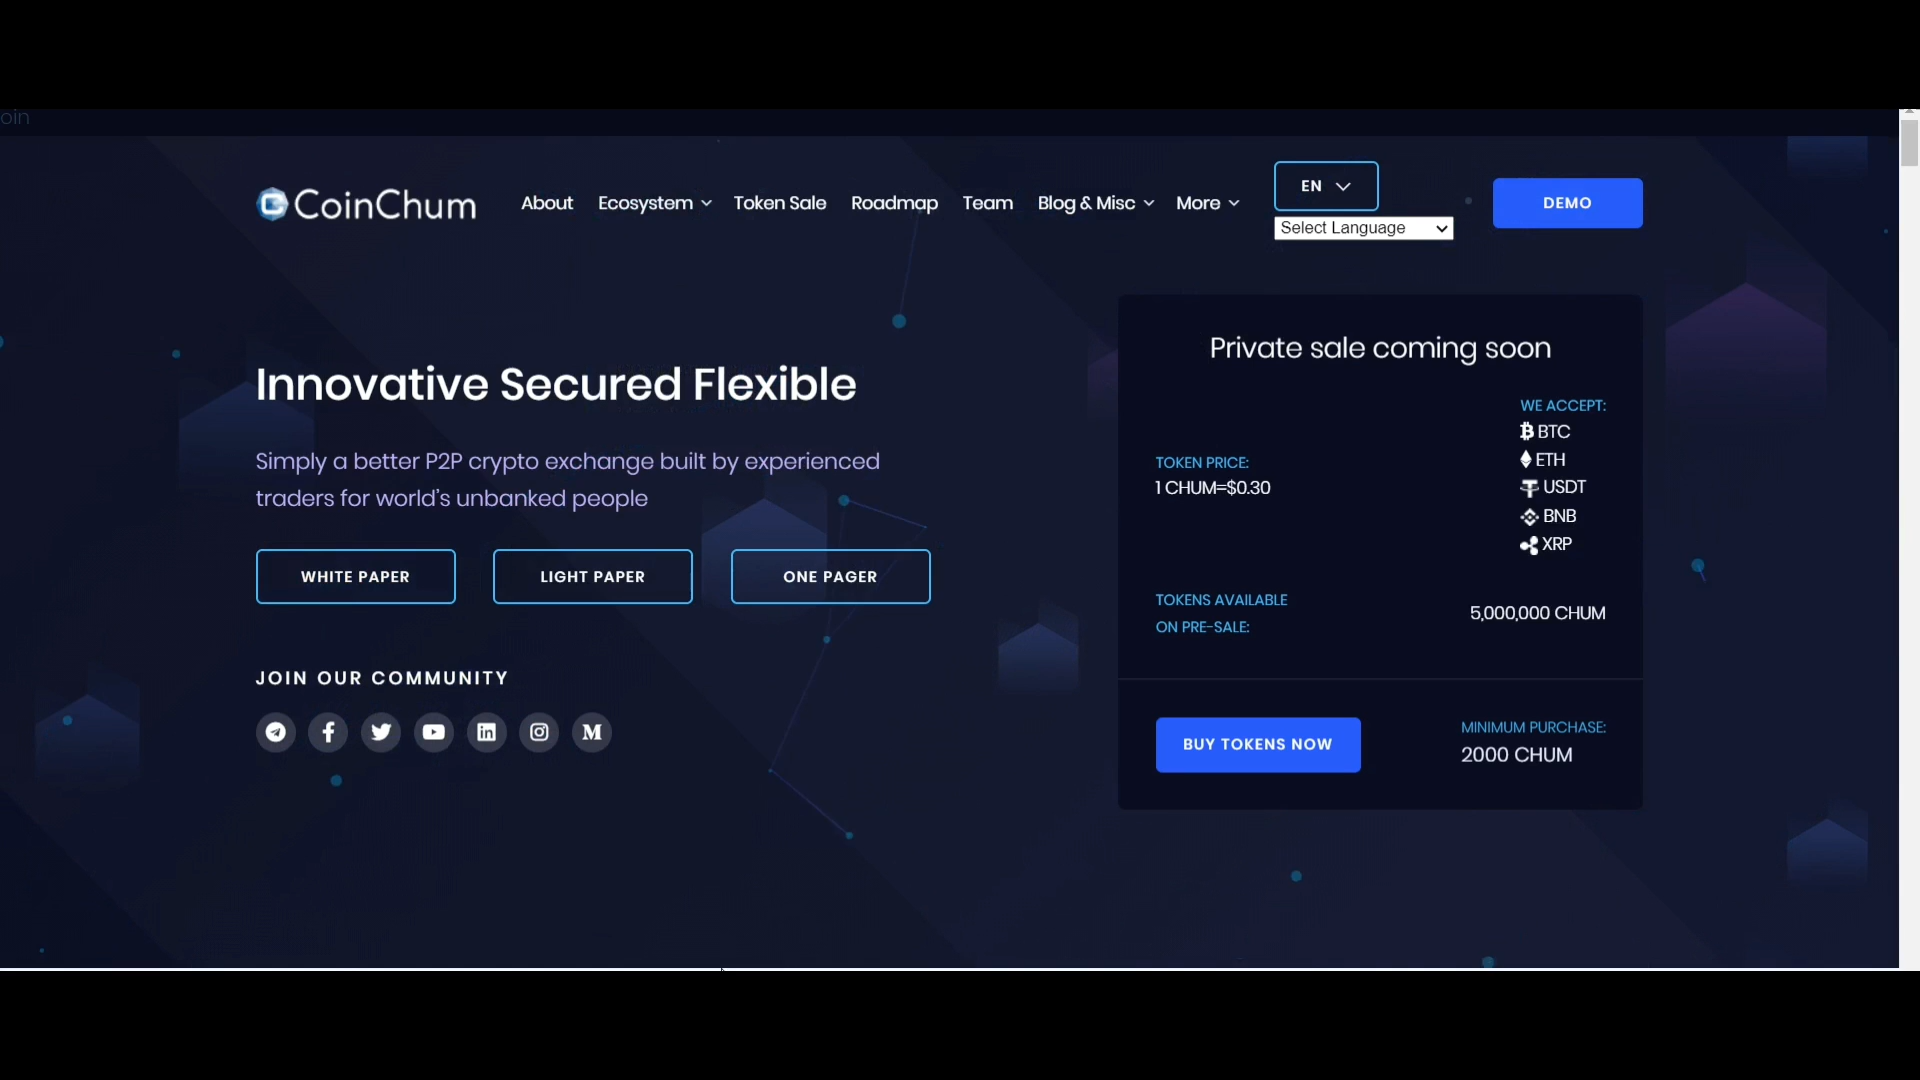 oin
CoinChum
About Ecosystem Token Sale Roadmap Team Blog & Misc More
EN
Select Language
DEMO
Innovative Secured Flexible
Simply a better P2P crypto exchange built by experienced
traders for world's unbanked people
WHITE PAPER LIGHT PAPER ONE PAGER
JOIN OUR COMMUNITY
Private sale coming soon
TOKEN PRICE:
1 CHUM=$0.30
WE ACCEPT:
BTC
ETH
USDT
BNB
XRP
TOKENS AVAILABLE
ON PRE-SALE:
5,000,000 CHUM
BUY TOKENS NOW
MINIMUM PURCHASE:
2000 CHUM